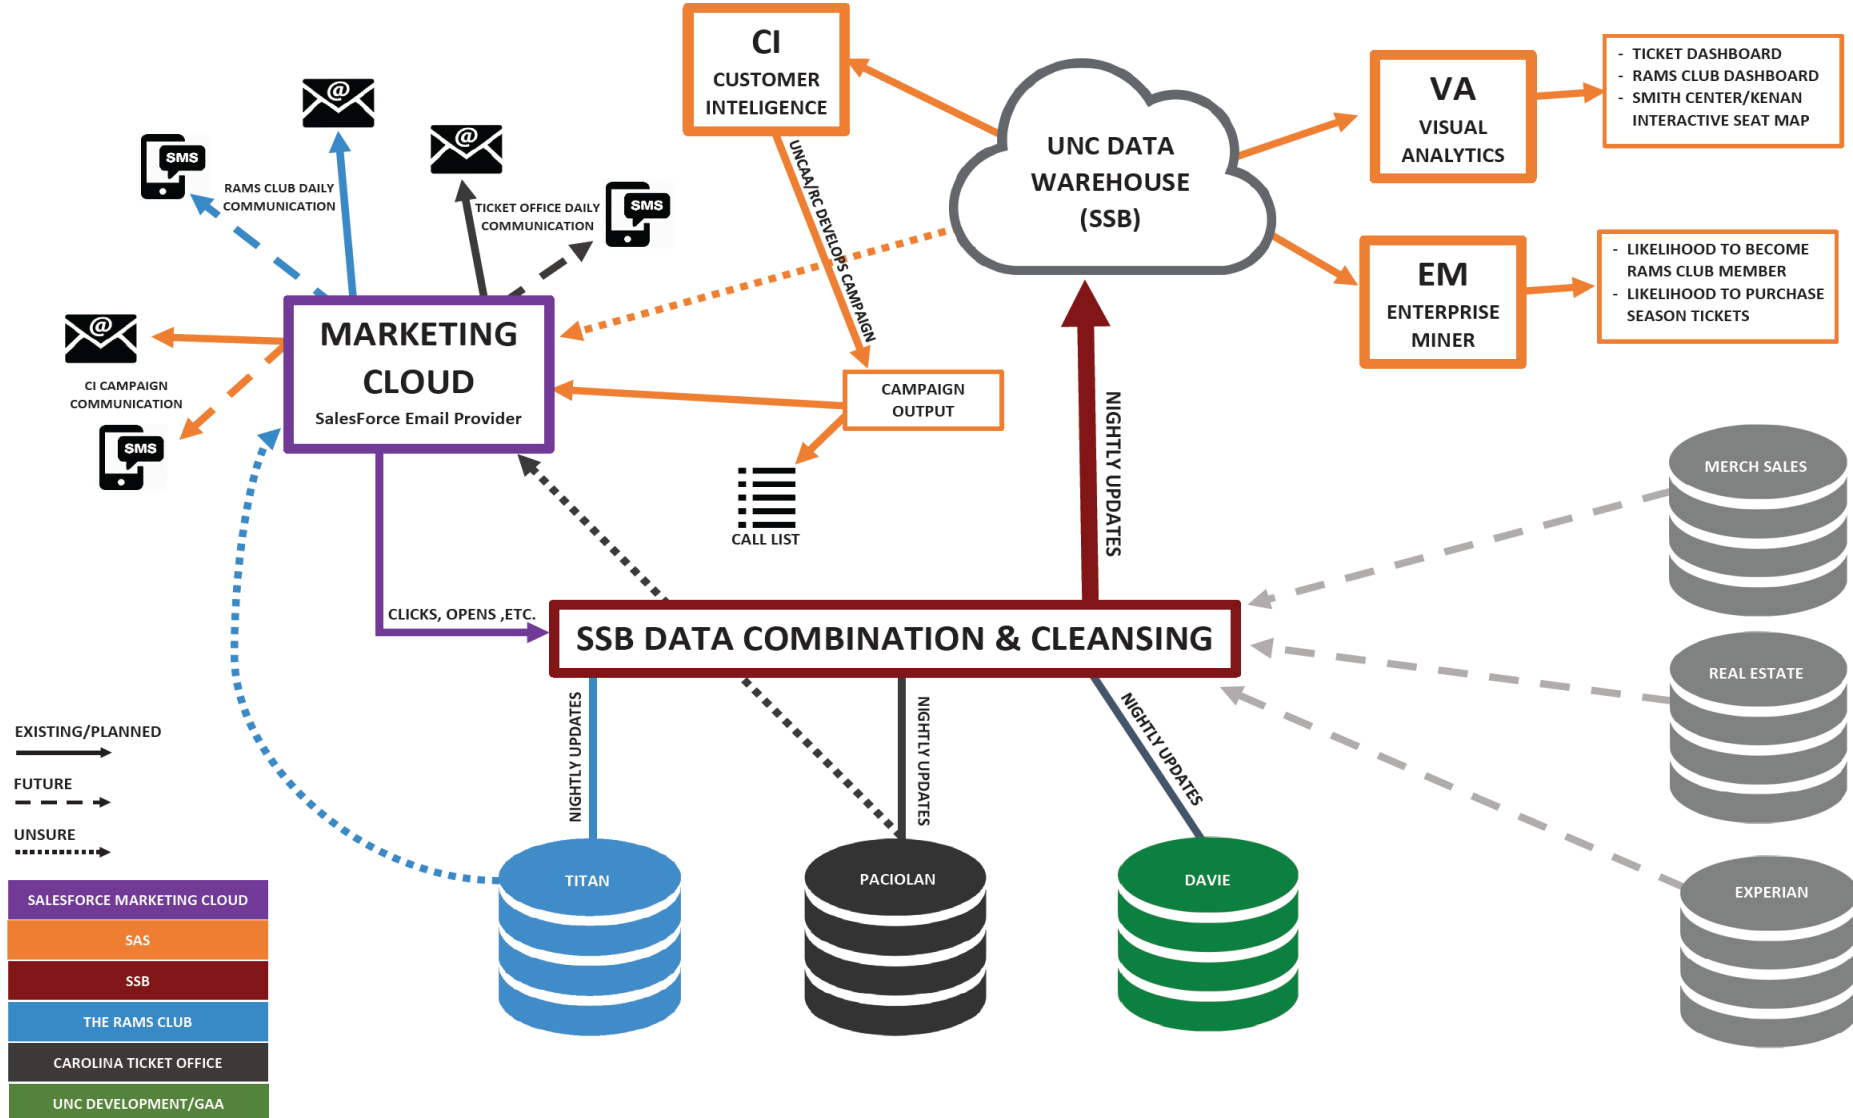 CI
CUSTOMER
INTELIGENCE
UNC DATA
WAREHOUSE
(SSB)
VA
VISUAL
ANALYTICS
- TICKET DASHBOARD
- RAMS CLUB DASHBOARD
- SMITH CENTER/KENAN
INTERACTIVE SEAT MAP
EM
ENTERPRISE
MINER
- LIKELIHOOD TO BECOME
RAMS CLUB MEMBER
- LIKELIHOOD TO PURCHASE
SEASON TICKETS
@
@
SMS
RAMS CLUB DAILY
COMMUNICATION
TICKET OFFICE DAILY
COMMUNICATION
SMS
UNCAA/RC DEVELOPS CAMPAIGN
MARKETING
CLOUD
SalesForce Email Provider
@
CI CAMPAIGN
COMMUNICATION
SMS
CAMPAIGN
OUTPUT
CALL LIST
NIGHTLY UPDATES
CLICKS, OPENS ,ETC.
SSB DATA COMBINATION & CLEANSING
MERCH SALES
REAL ESTATE
EXPERIAN
NIGHTLY UPDATES
NIGHTLY UPDATES
NIGHTLY UPDATES
TITAN
PACIOLAN
DAVIE
EXISTING/PLANNED
FUTURE
UNSURE
SALESFORCE MARKETING CLOUD
SAS
SSB
THE RAMS CLUB
CAROLINA TICKET OFFICE
UNC DEVELOPMENT/GAA